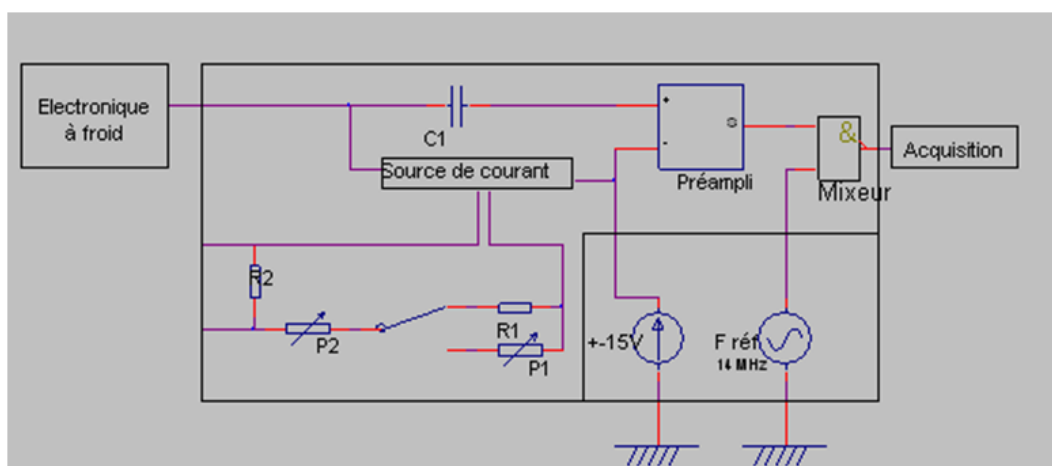 Electronique
à froid
C1
Source de courant
+
-
Préampli
&
Mixeur
Acquisition
R2
P2
R1
P1
+-15V
F réf
14 MHz